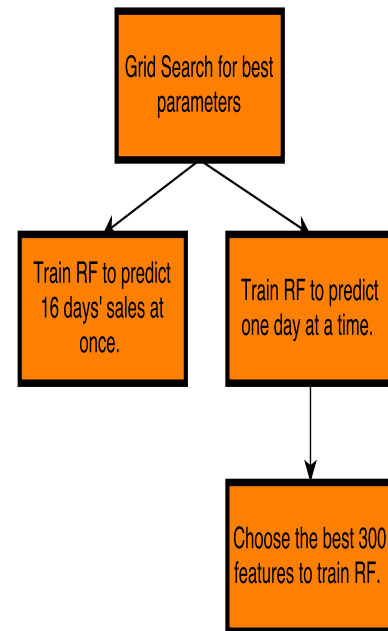 Grid Search for best
parameters
Train RF to predict
16 days' sales at
once.
Train RF to predict
one day at a time.
Choose the best 300
features to train RF.